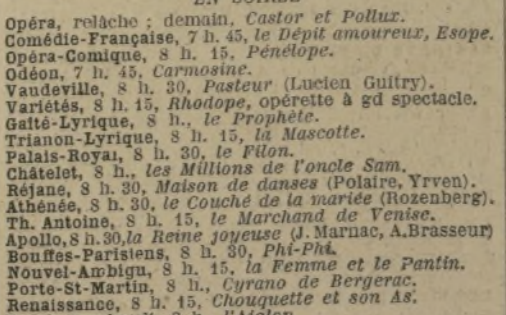 EN SOIRÉE
Opéra, relâche ; demain, Castor et Pollux.
Comédie-Française, 7 h. 45, le Dépit amoureux, Esope.
Opéra-Comique, 8 h. 15, Pénélope.
Odéon, 7 h. 45, Carmosine.
Vaudeville, 8 h. 30, Pasteur (Lucien Guitry).
Variétés, 8 h. 15, Rhodope, opérette à gd spectacle.
Gaîté-Lyrique, 8 h., le Prophète.
Trianon-Lyrique, 8 h. 15, la Mascotte.
Palais-Royal, 8 h. 30, le Filon.
Châtelet, 8 h., les Millions de l'oncle Sam.
Réjane, 8 h. 30, Maison de danses (Polaire, Yrven).
Athénée, 8 h. 30, le Couché de la mariée (Rozenberg).
Th. Antoine, 8 h. 15, le Marchand de Venise.
Apollo, 8 h. 30, la Reine joyeuse (J. Marnac, A. Brasseur)
Bouffes-Parisiens, 8 h. 30, Phi-Phi.
Nouvel-Ambigu, 8 h. 15, la Femme et le Pantin.
Porte-St-Martin, 8 h., Cyrano de Bergerac.
Renaissance, 8 h. 15, Chouquette et son As.
8 h. l'Aiglon